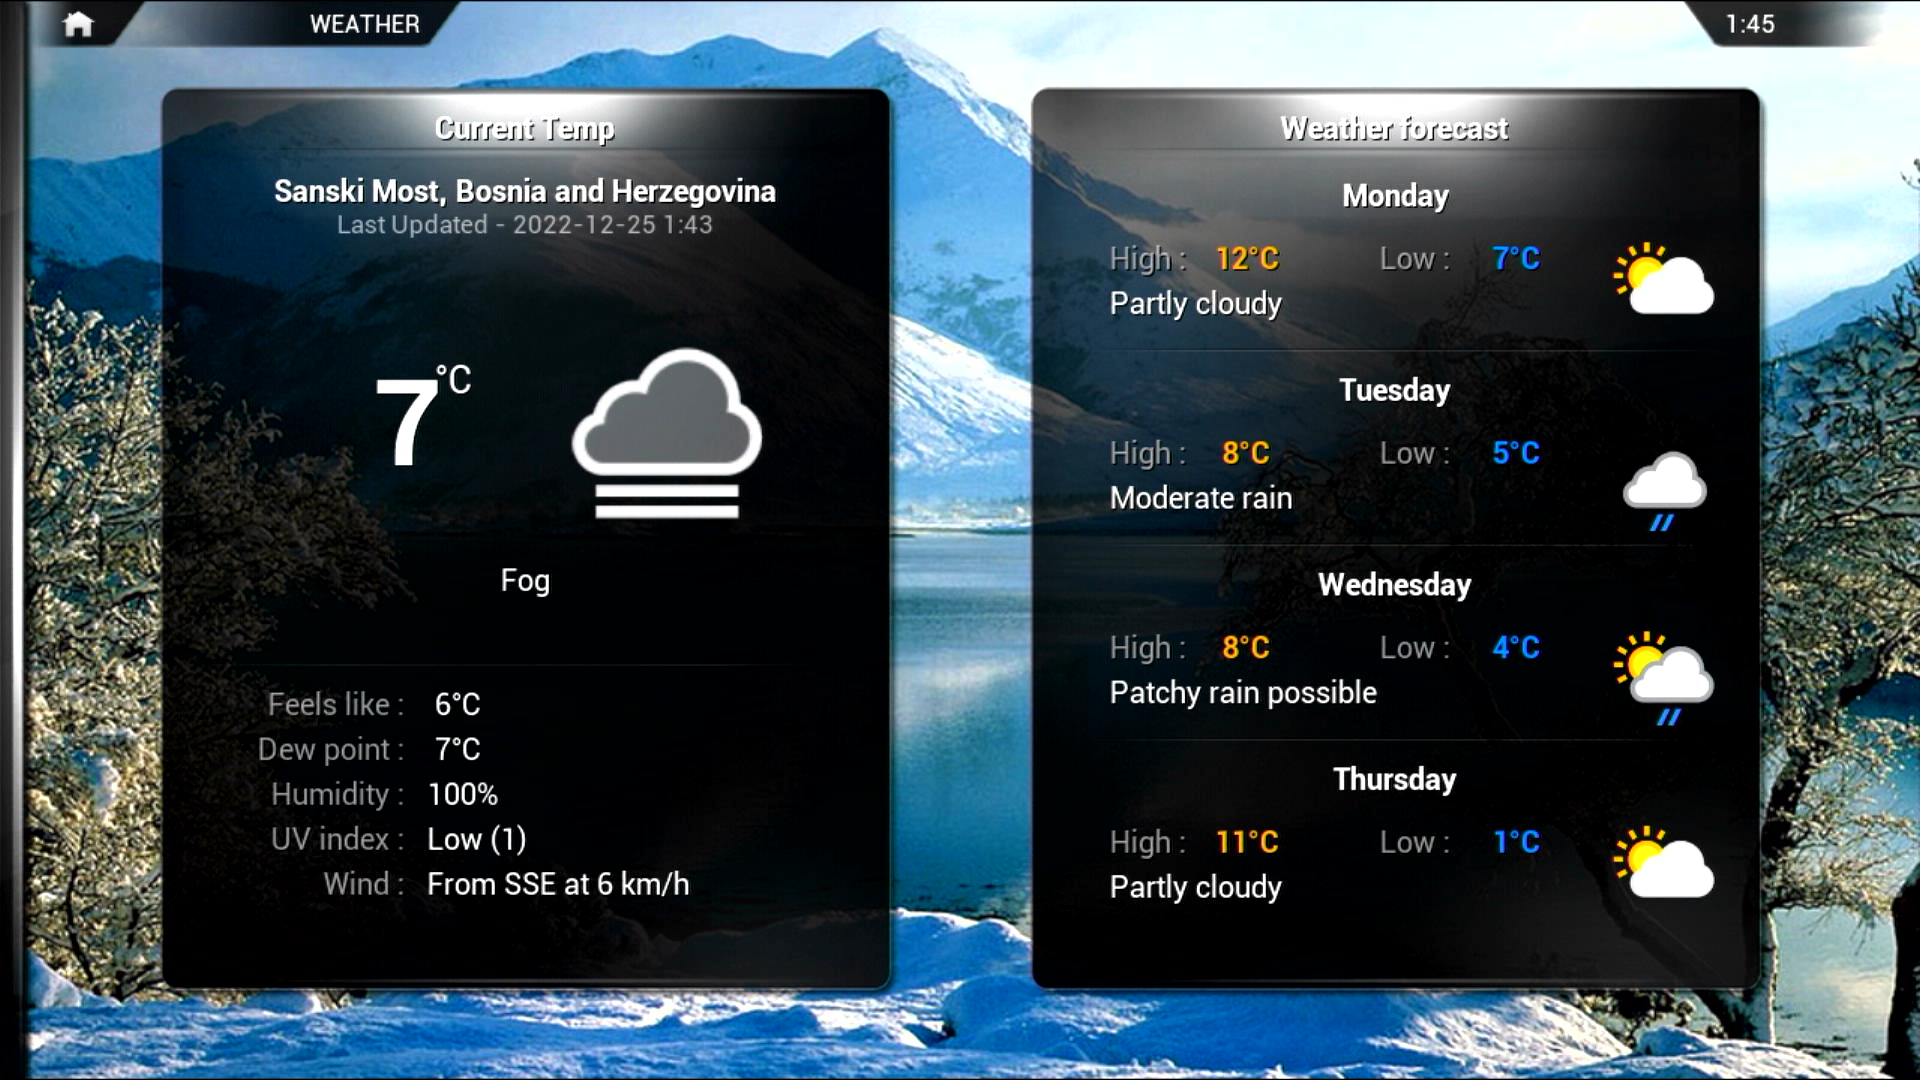 WEATHER
1:45
Current Temp
Sanski Most, Bosnia and Herzegovina
Last Updated - 2022-12-25 1:43
7°C
Fog
Feels like : 6°C
Dew point : 7°C
Humidity : 100%
UV index : Low (1)
Wind : From SSE at 6 km/h
Weather forecast
Monday
High : 12°C Low : 7°C
Partly cloudy
Tuesday
High : 8°C Low : 5°C
Moderate rain
Wednesday
High : 8°C Low : 4°C
Patchy rain possible
Thursday
High : 11°C Low : 1°C
Partly cloudy